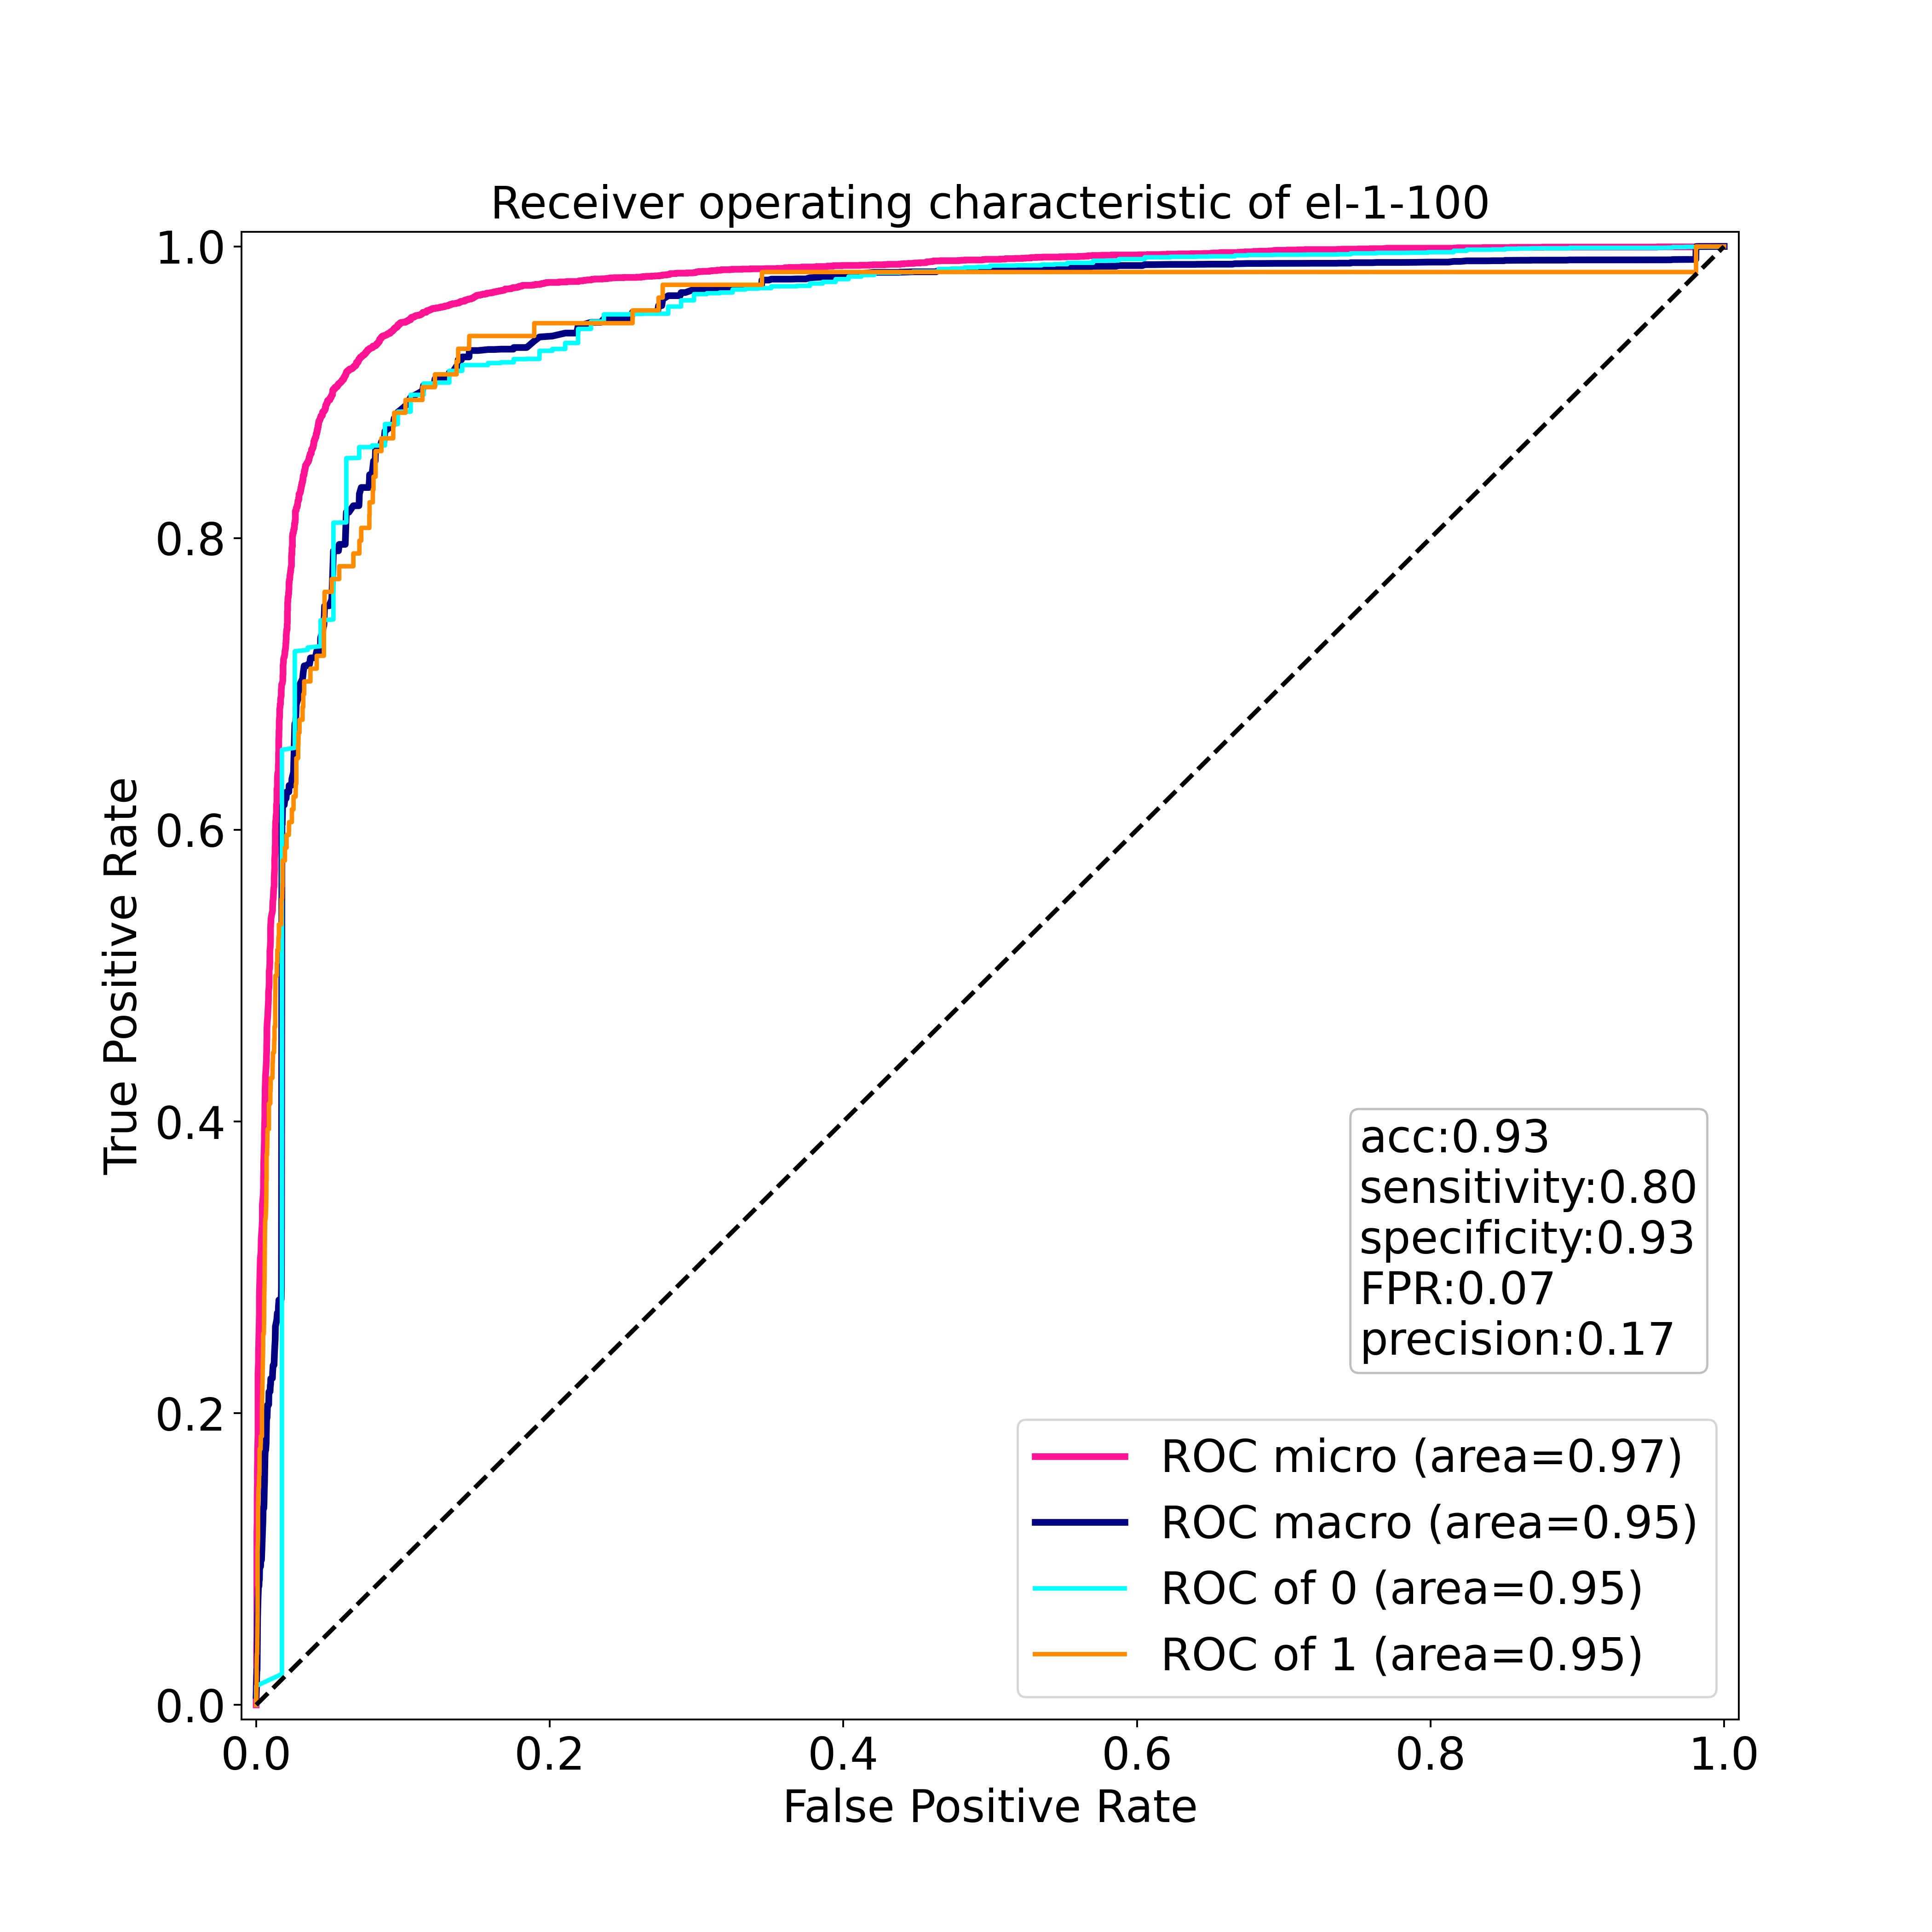 Receiver operating characteristic of el-1-100
1.0
0.8
0.6
0.4
0.2
0.0
True Positive Rate
acc:0.93
sensitivity:0.80
specificity:0.93
FPR:0.07
precision:0.17
ROC micro (area=0.97)
ROC macro (area=0.95)
ROC of 0 (area=0.95)
ROC of 1 (area=0.95)
0.0 0.2 0.4 0.6 0.8 1.0
False Positive Rate